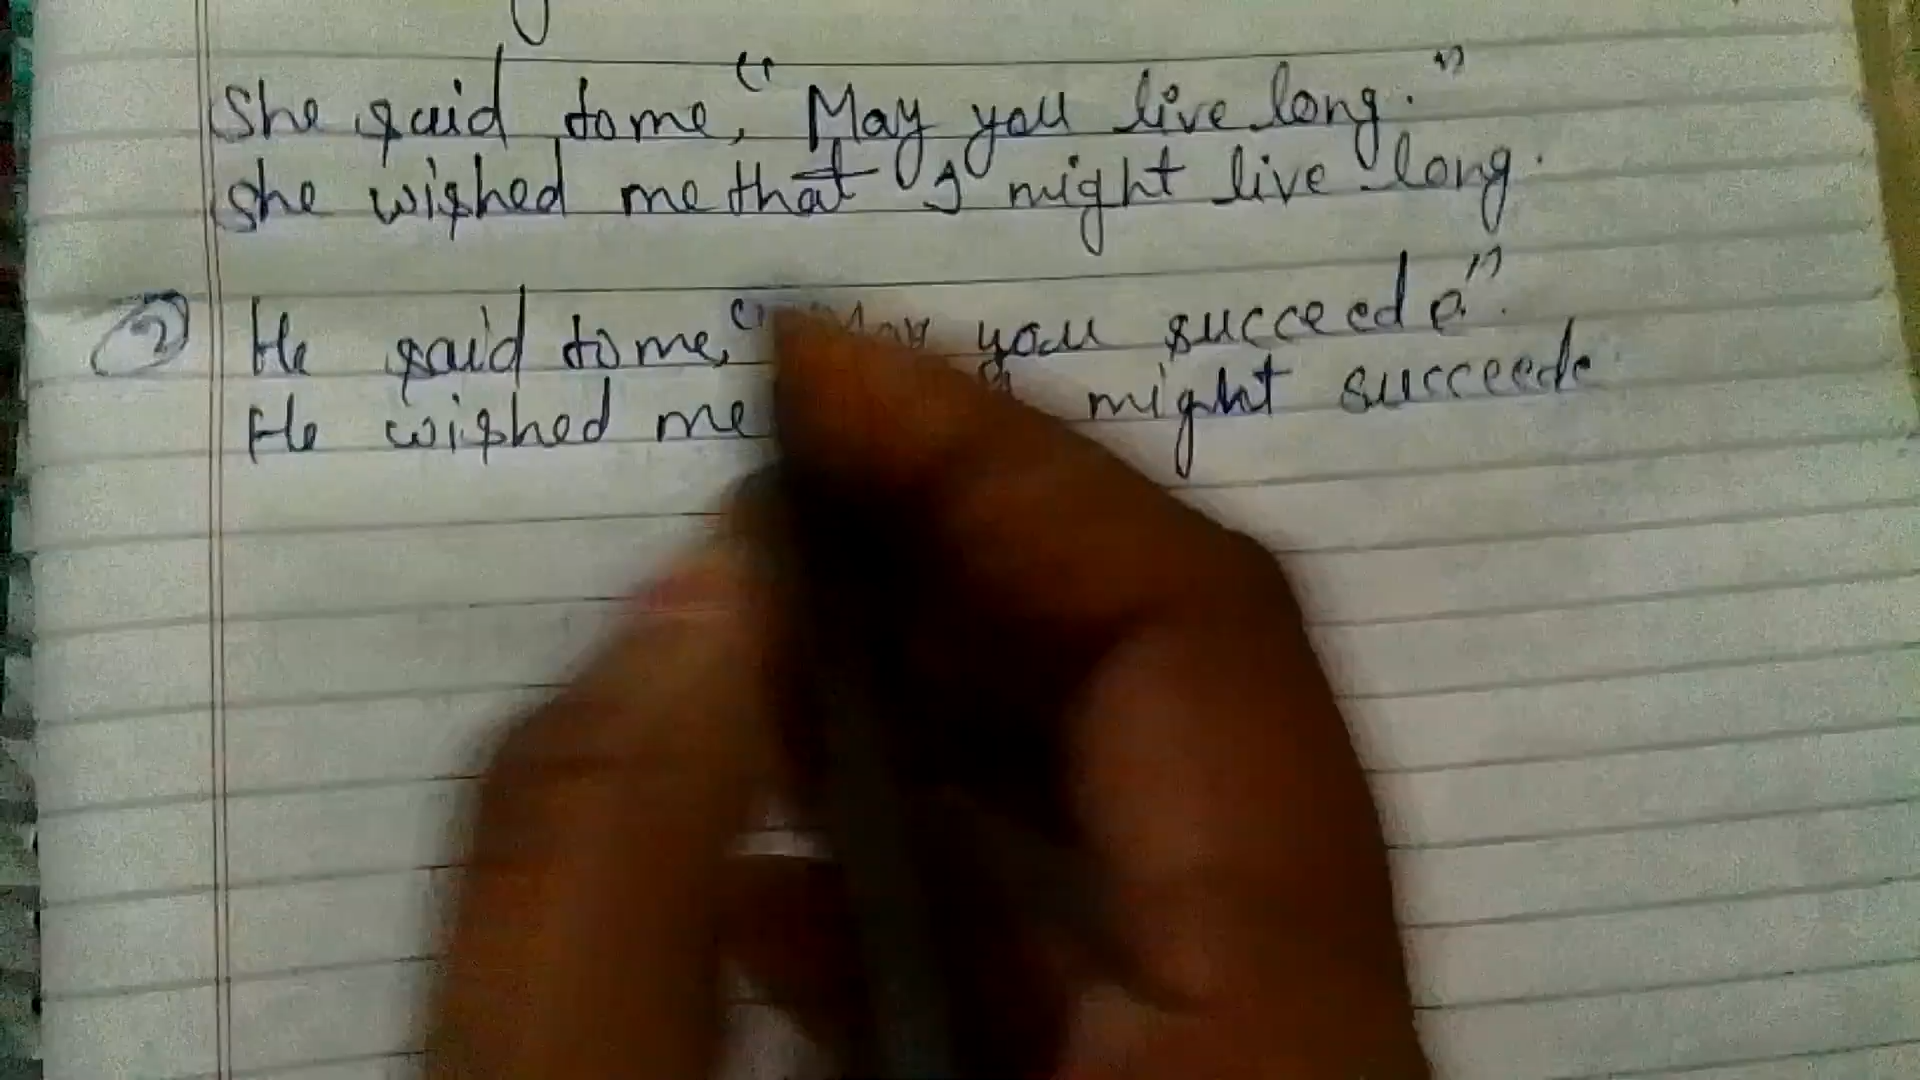 She said to me, "May you live long."
she wished me that I might live long.
② He said to me, "May you succeede".
He wished me might succeede